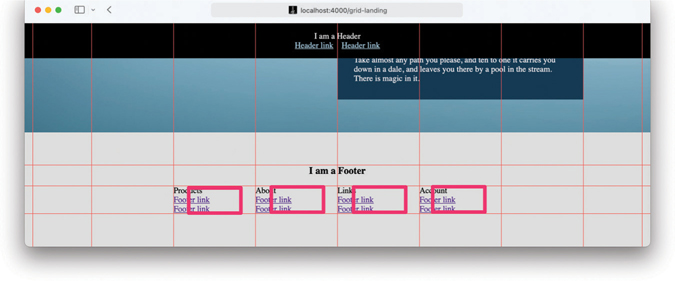 localhost:4000/grid-landing
I am a Header
Header link Header link
Take almost any path you please, and ten to one it carries you
down in a dale, and leaves you there by a pool in the stream.
There is magic in it.
I am a Footer
Products About Links Account
Footer link Footer link Footer link Footer link
Footer link Footer link Footer link Footer link